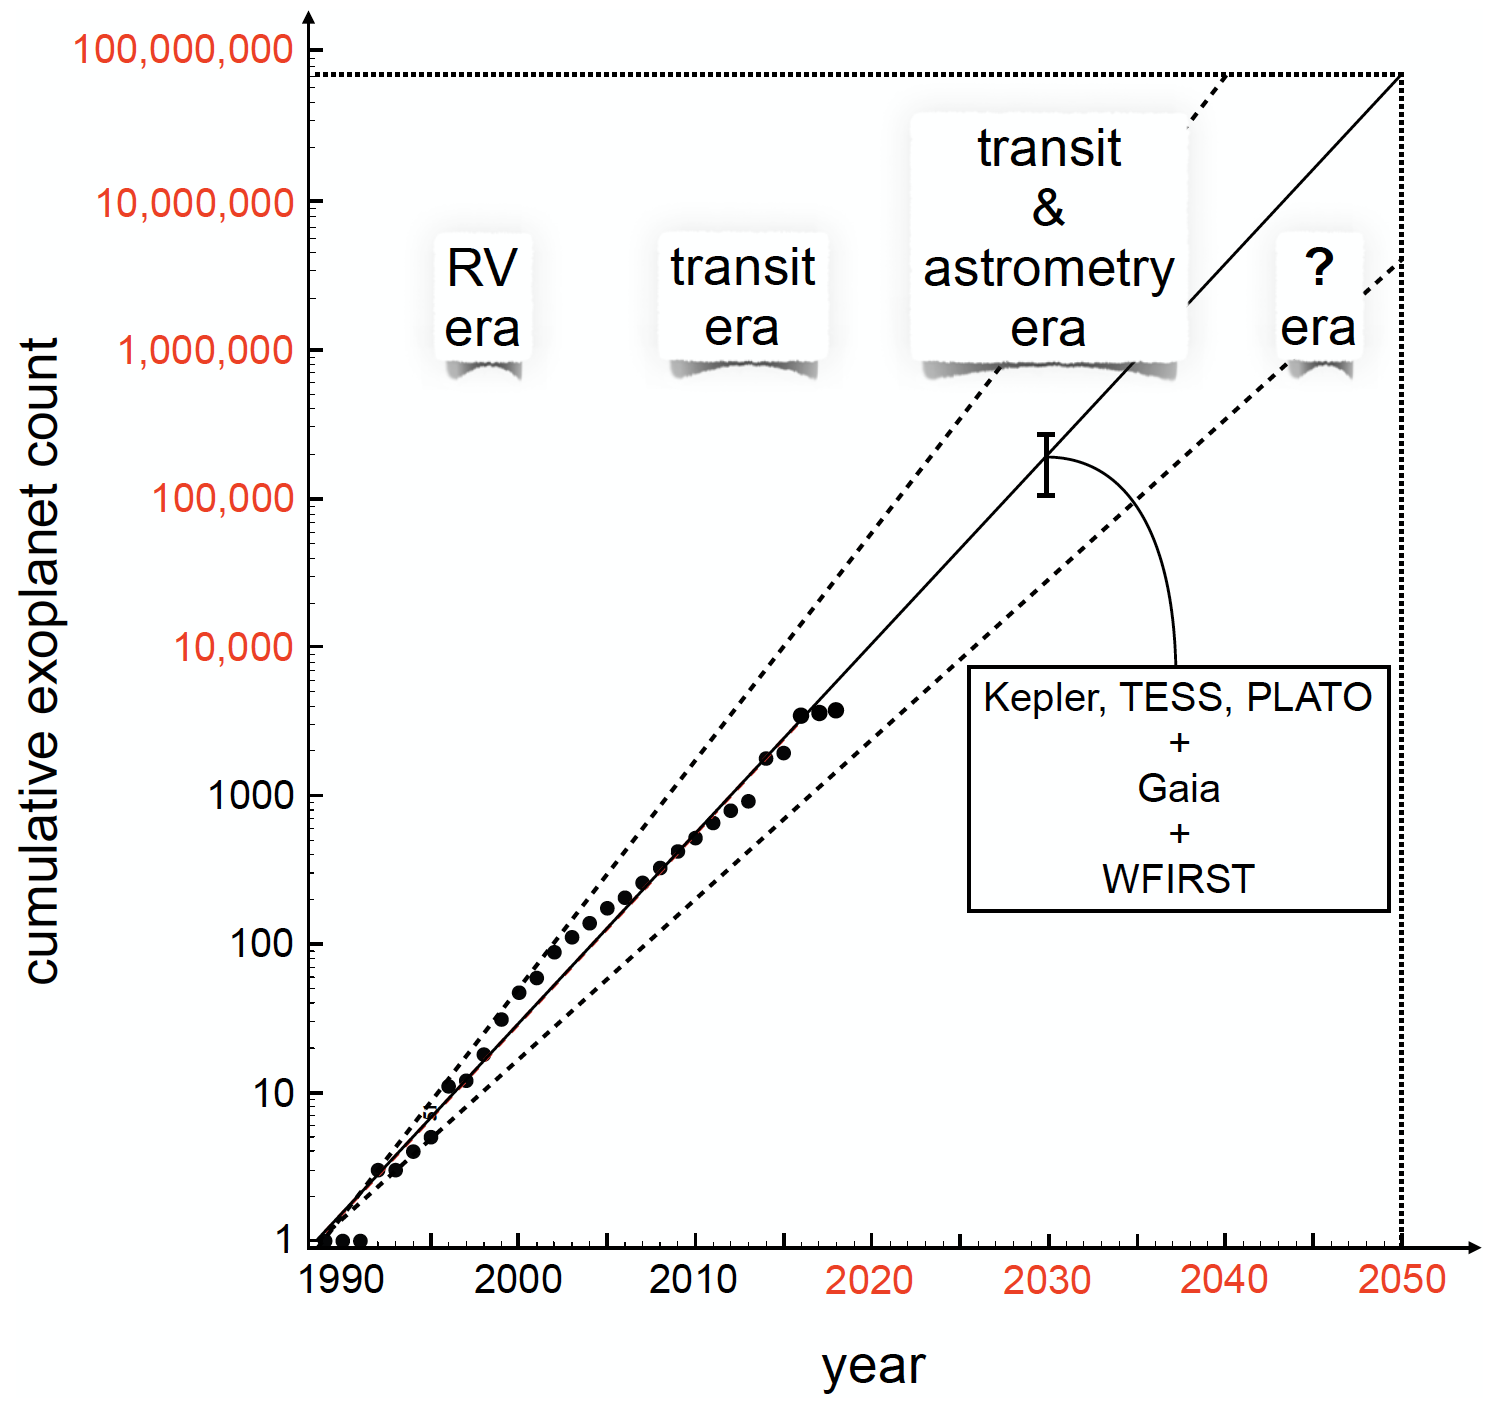 100,000,000
10,000,000
1,000,000
100,000
10,000
1000
100
10
1
cumulative exoplanet count
RV
era
transit
era
transit
&
astrometry
era
?
era
Kepler, TESS, PLATO
+
Gaia
+
WFIRST
1990 2000 2010 2020 2030 2040 2050
year